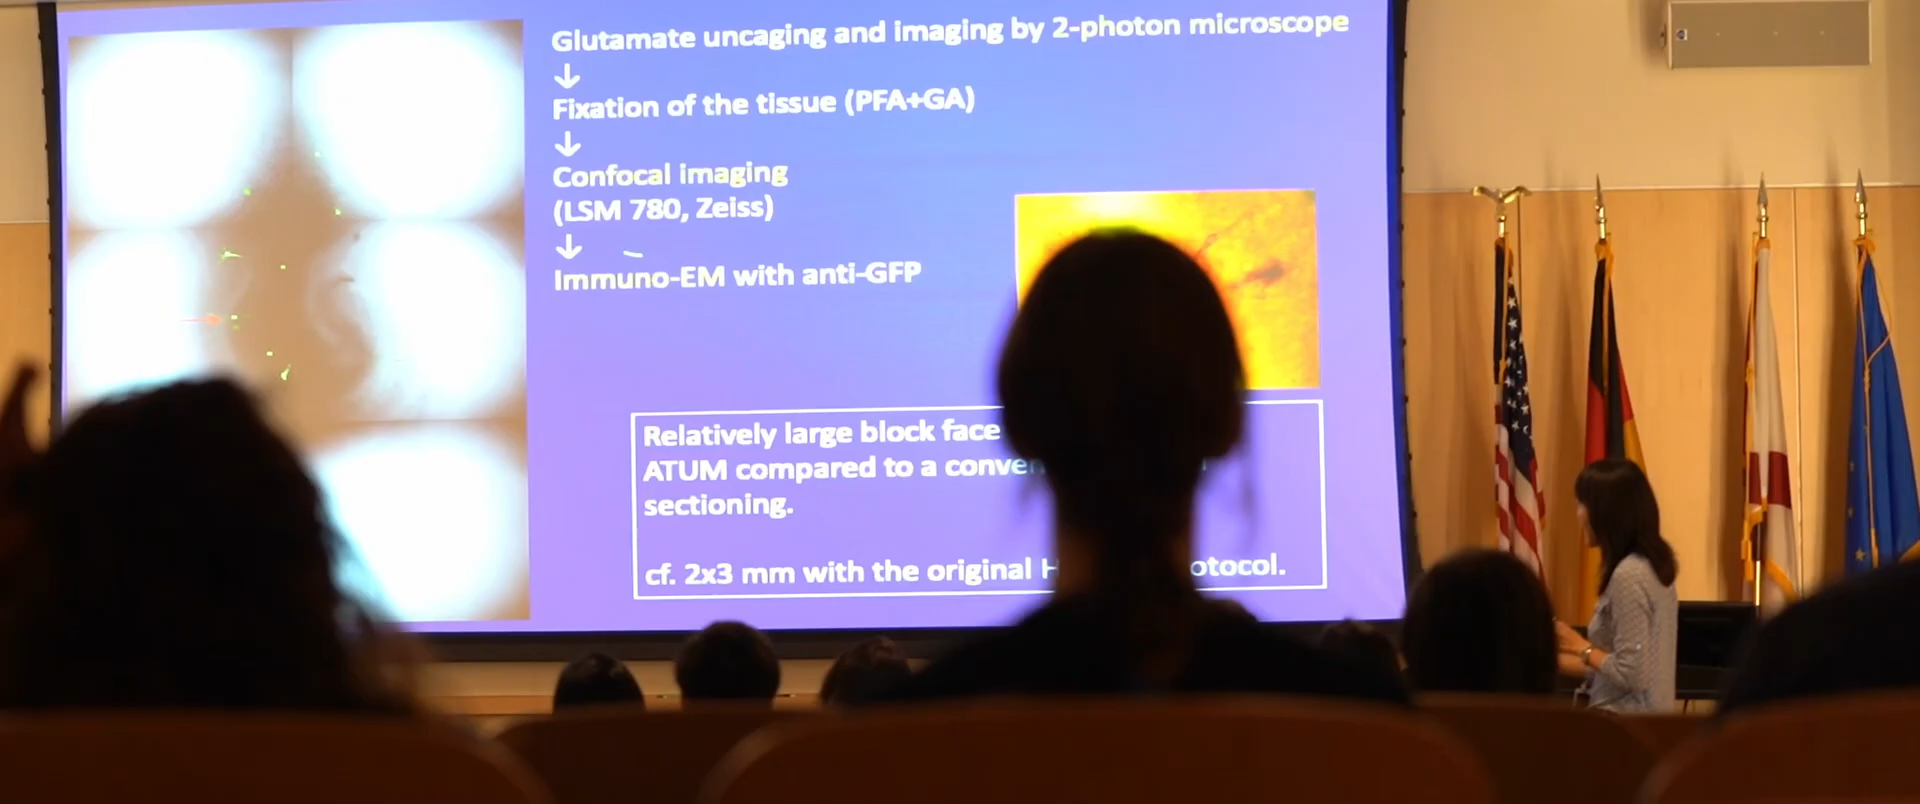 Glutamate uncaging and imaging by 2-photon microscope
↓
Fixation of the tissue (PFA+GA)
↓
Confocal imaging
(LSM 780, Zeiss)
↓
Immuno-EM with anti-GFP
Relatively large block face
ATUM compared to a
sectioning.
cf. 2x3 mm with the original